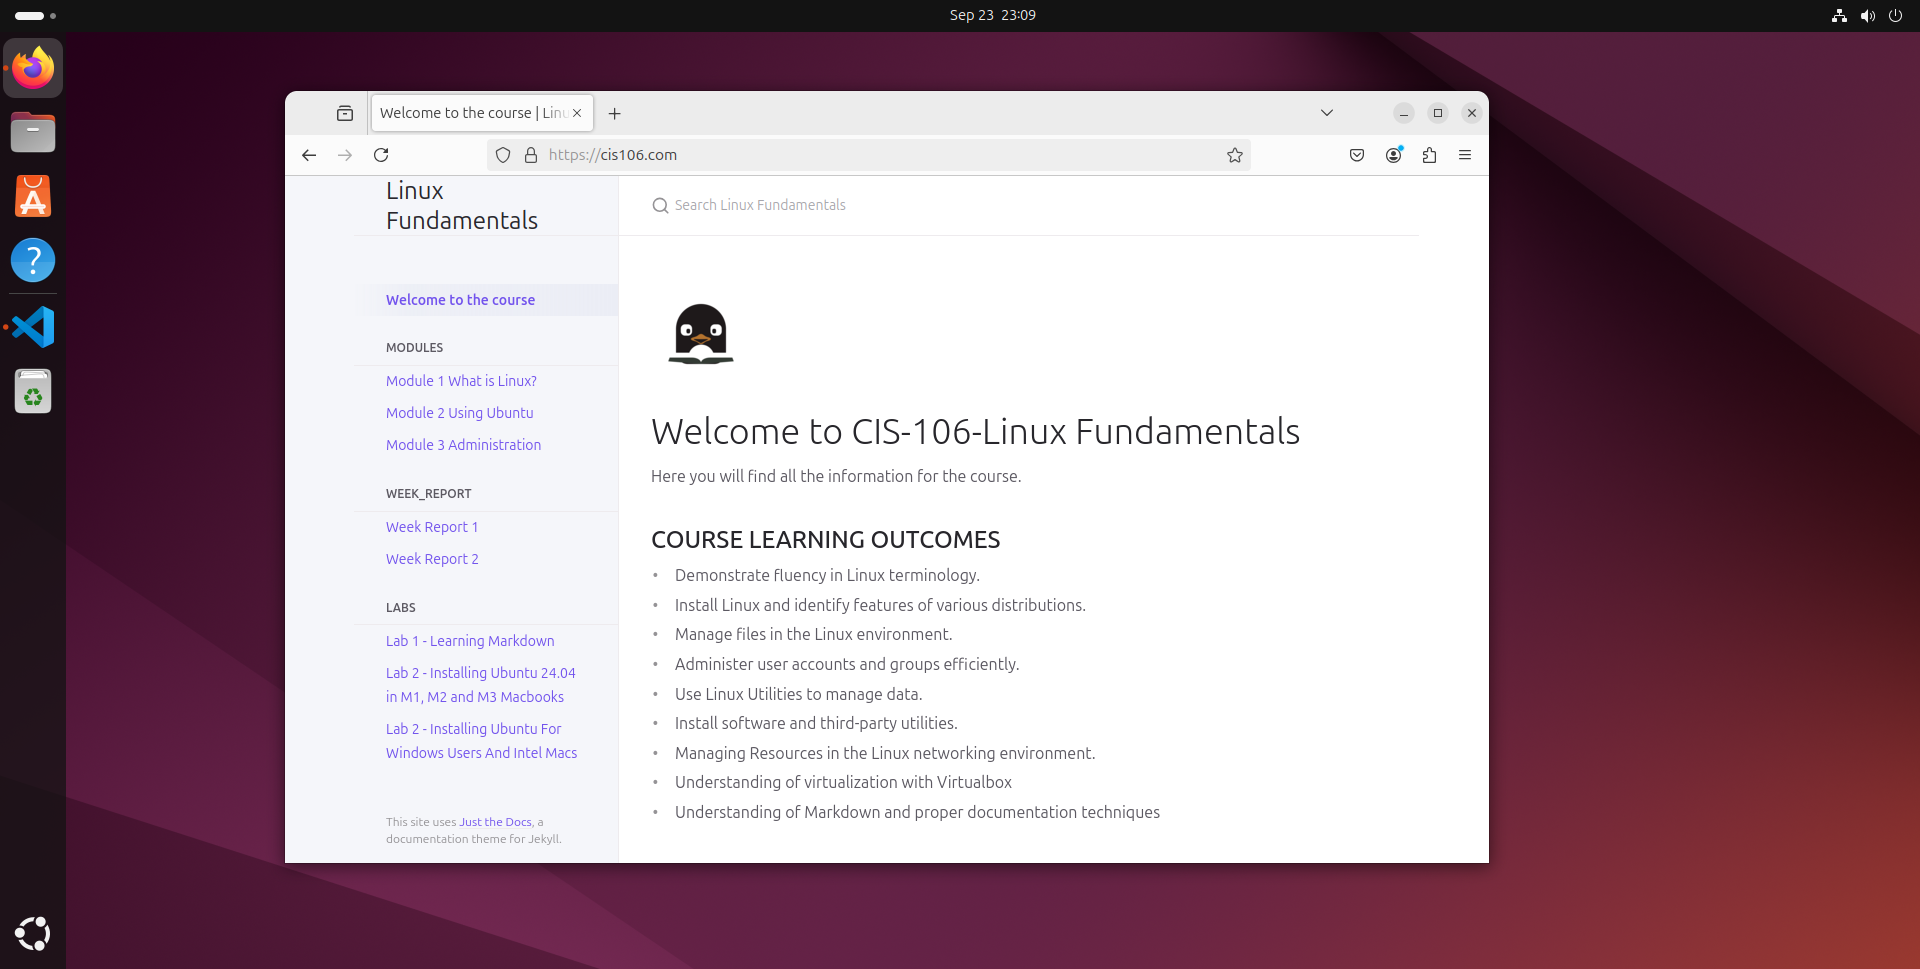 Sep 23 23:09
Welcome to the course | Linu
https://cis106.com
Linux
Fundamentals
Search Linux Fundamentals
Welcome to the course
MODULES
Module 1 What is Linux?
Module 2 Using Ubuntu
Module 3 Administration
WEEK_REPORT
Week Report 1
Week Report 2
LABS
Lab 1 - Learning Markdown
Lab 2 - Installing Ubuntu 24.04
in M1, M2 and M3 Macbooks
Lab 2 - Installing Ubuntu For
Windows Users And Intel Macs
This site uses Just the Docs, a
documentation theme for Jekyll.
Welcome to CIS-106-Linux Fundamentals
Here you will find all the information for the course.
COURSE LEARNING OUTCOMES
• Demonstrate fluency in Linux terminology.
• Install Linux and identify features of various distributions.
• Manage files in the Linux environment.
• Administer user accounts and groups efficiently.
• Use Linux Utilities to manage data.
• Install software and third-party utilities.
• Managing Resources in the Linux networking environment.
• Understanding of virtualization with Virtualbox
• Understanding of Markdown and proper documentation techniques